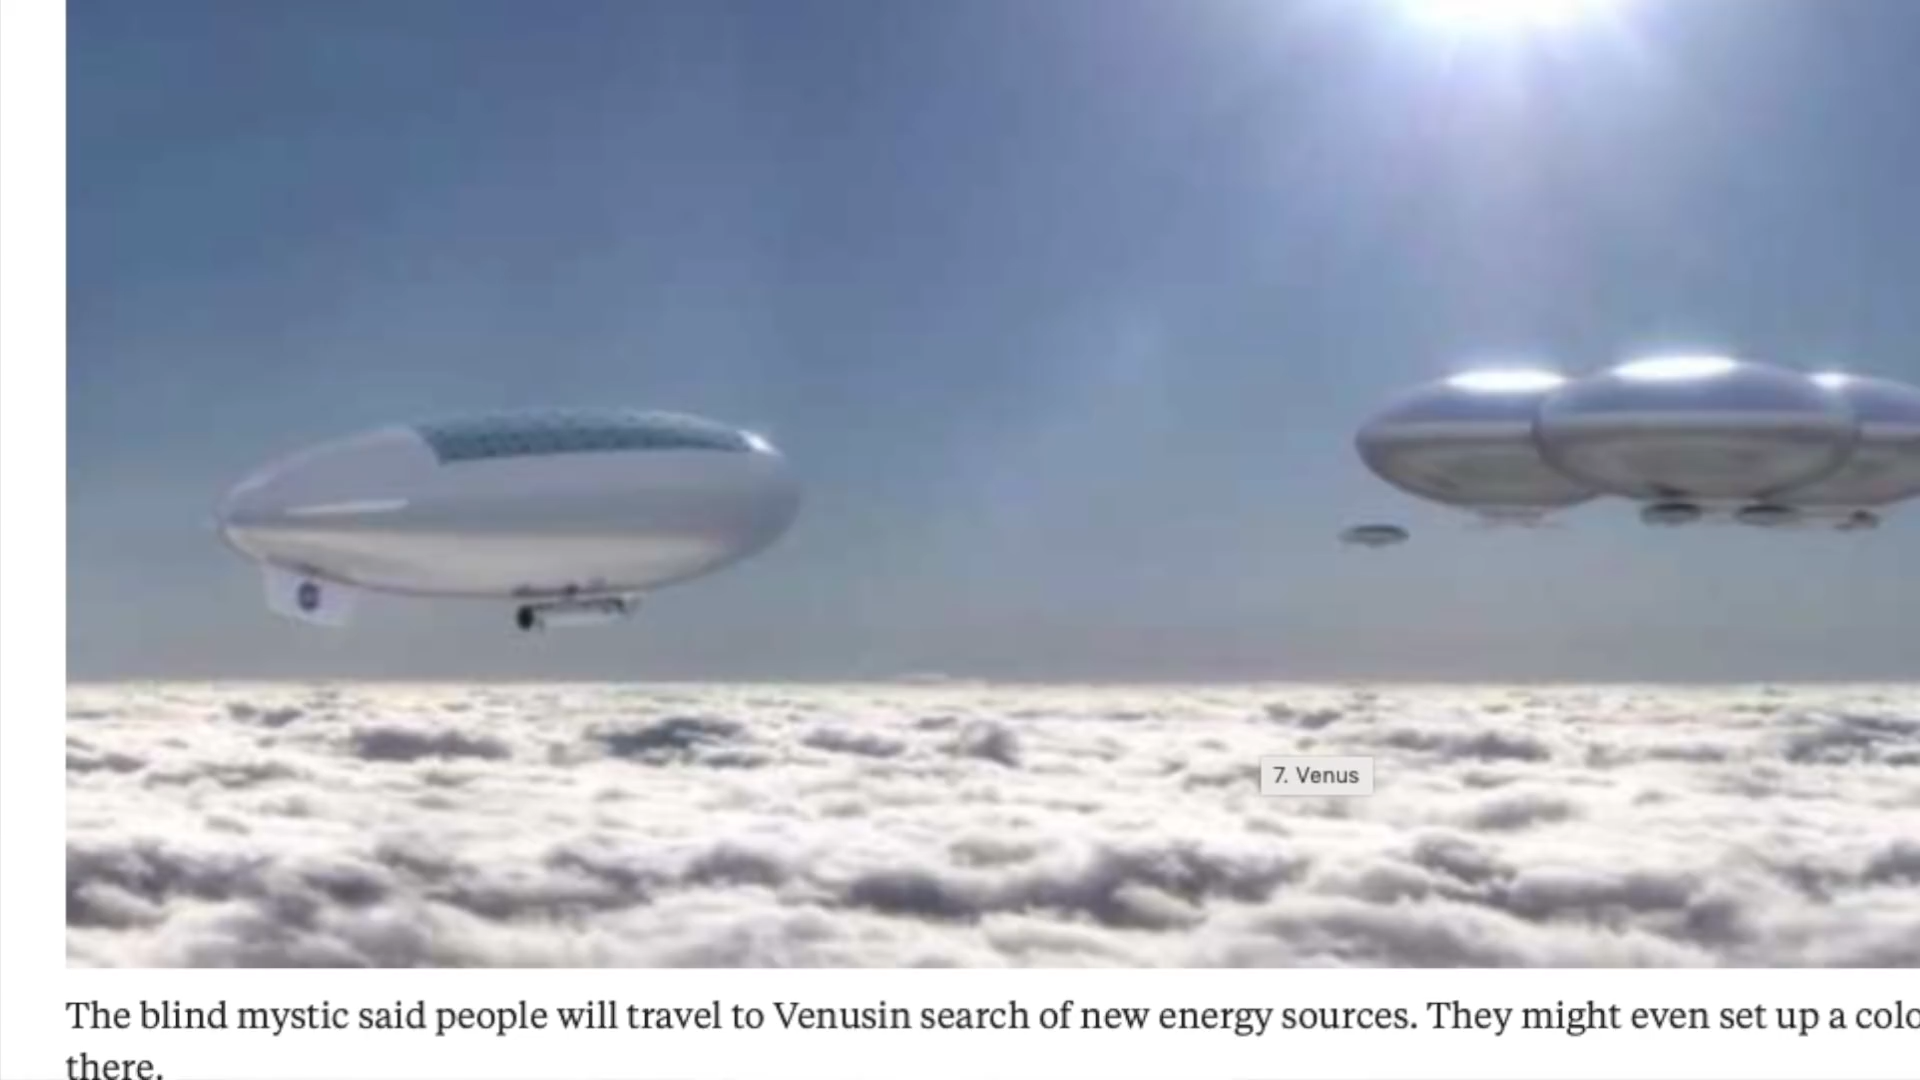 7. Venus
The blind mystic said people will travel to Venusin search of new energy sources. They might even set up a colo
there.